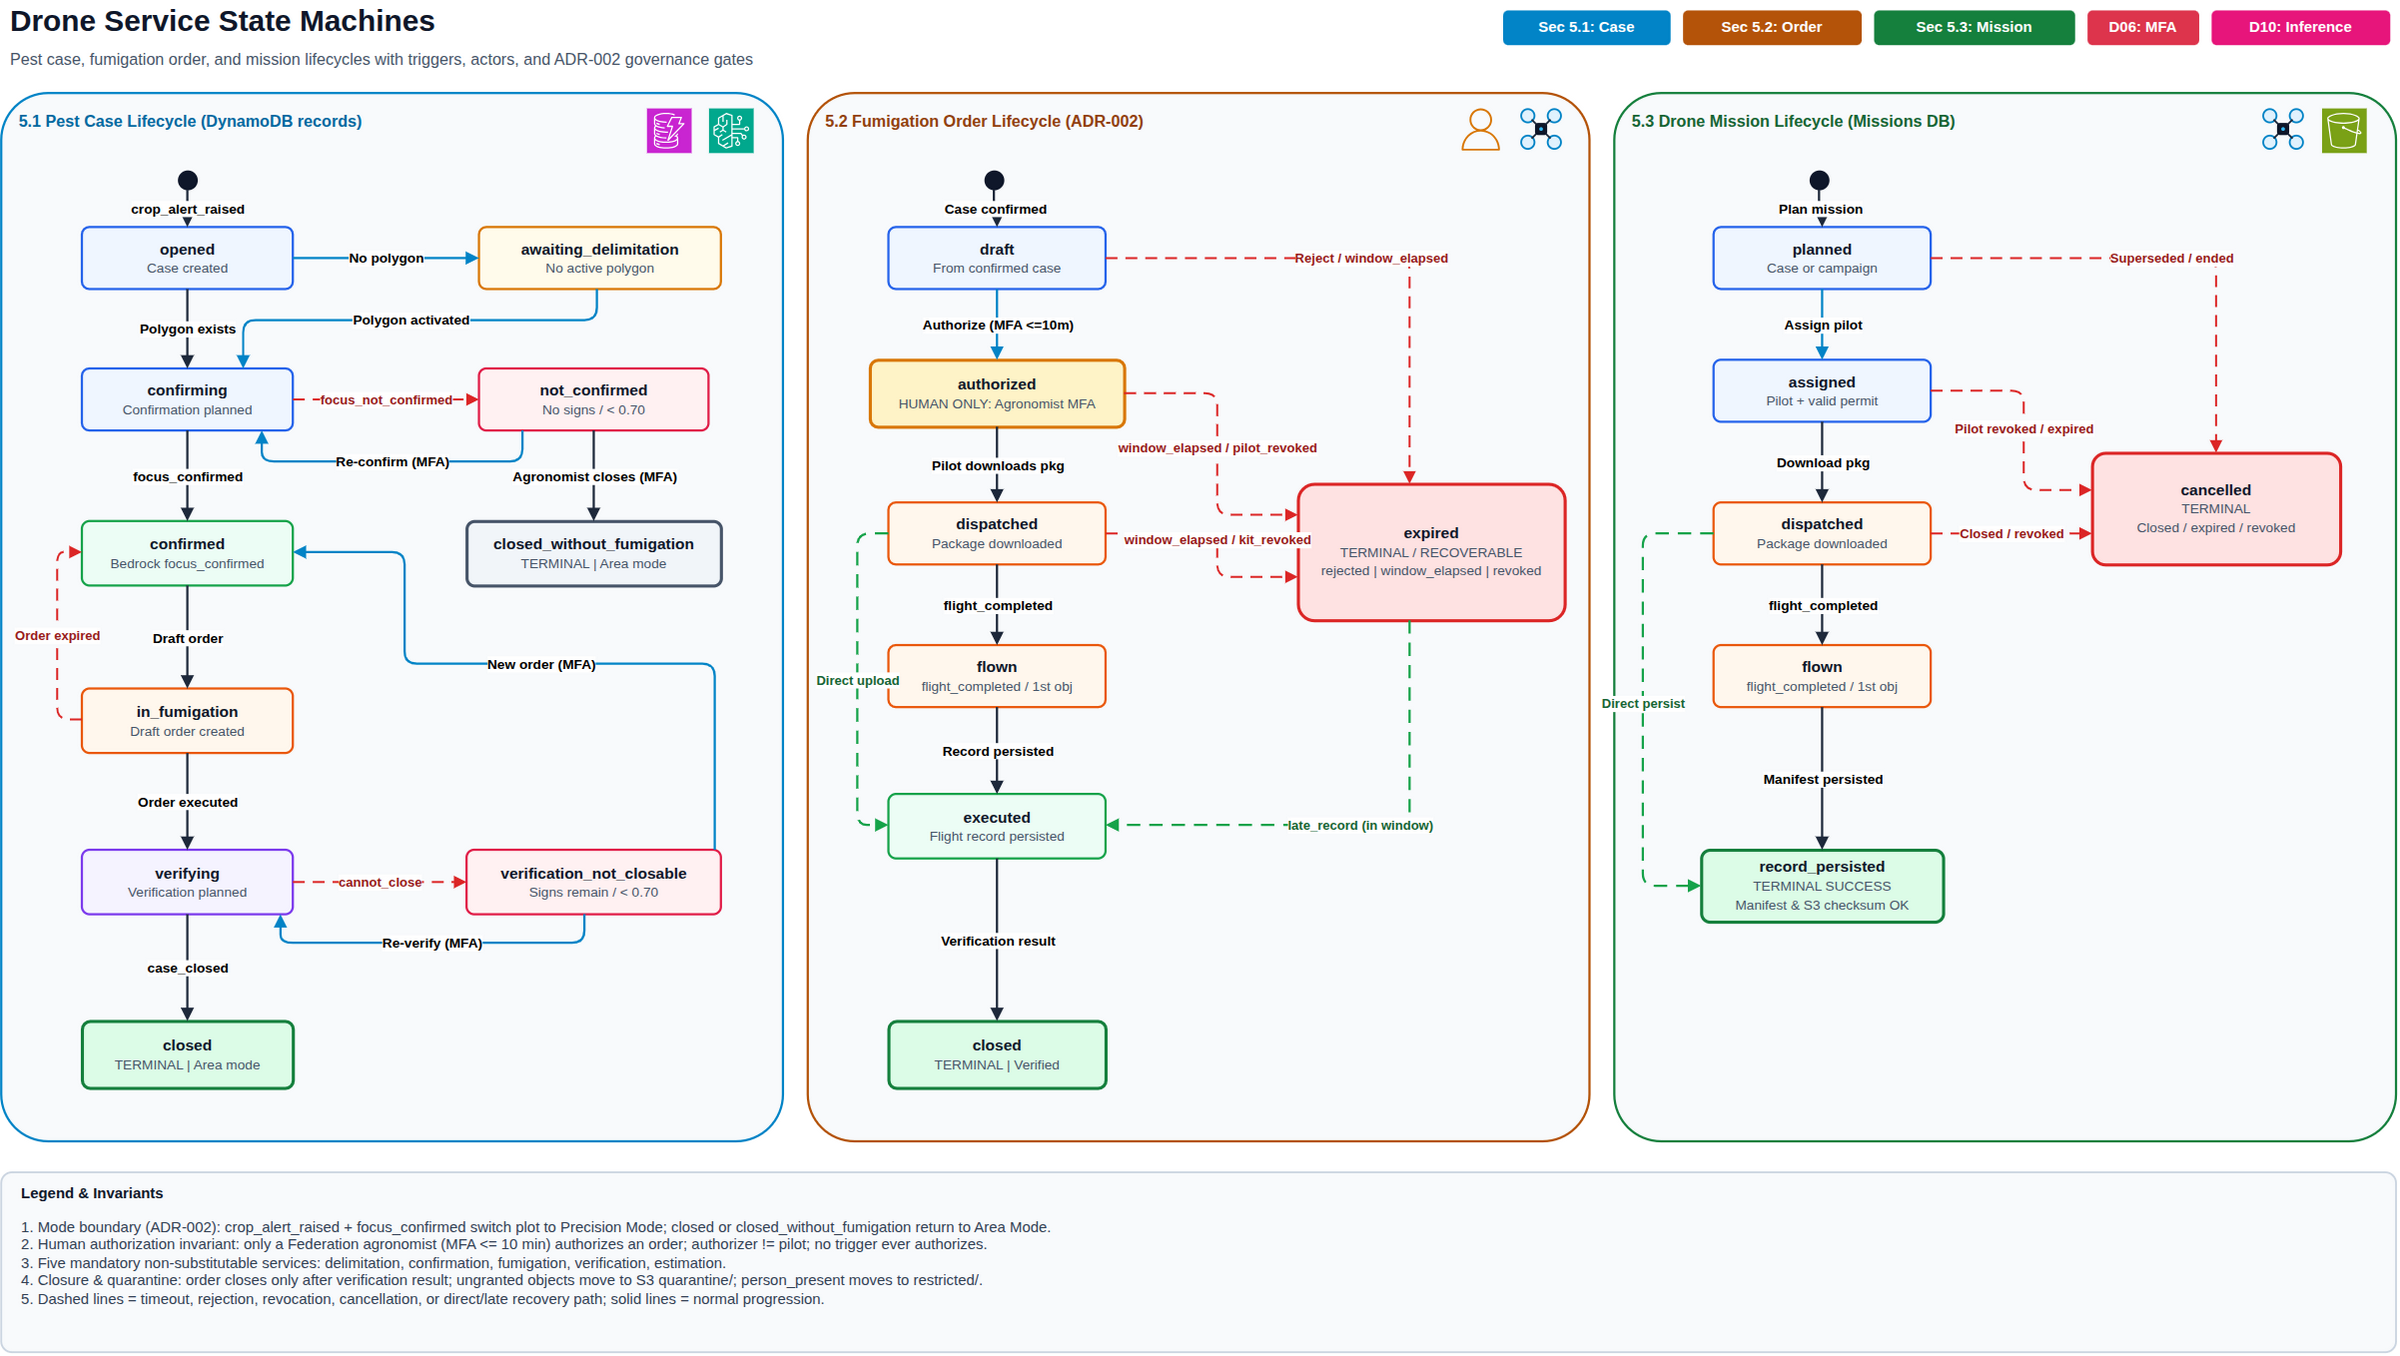 Drone Service State Machines
Pest case, fumigation order, and mission lifecycles with triggers, actors, and ADR-002 governance gates
Sec 5.1: Case
Sec 5.2: Order
Sec 5.3: Mission
D06: MFA
D10: Inference
5.1 Pest Case Lifecycle (DynamoDB records)
crop_alert_raised
opened
Case created
No polygon
awaiting_delimitation
No active polygon
Polygon exists
Polygon activated
confirming
Confirmation planned
focus_not_confirmed
not_confirmed
No signs / < 0.70
Re-confirm (MFA)
focus_confirmed
Agronomist closes (MFA)
confirmed
Bedrock focus_confirmed
closed_without_fumigation
TERMINAL | Area mode
Order expired
Draft order
New order (MFA)
in_fumigation
Draft order created
Order executed
verifying
Verification planned
cannot_close
verification_not_closable
Signs remain / < 0.70
Re-verify (MFA)
case_closed
closed
TERMINAL | Area mode
5.2 Fumigation Order Lifecycle (ADR-002)
Case confirmed
draft
From confirmed case
Reject / window_elapsed
Authorize (MFA <=10m)
authorized
HUMAN ONLY: Agronomist MFA
window_elapsed / pilot_revoked
Pilot downloads pkg
dispatched
Package downloaded
window_elapsed / kit_revoked
expired
TERMINAL / RECOVERABLE
rejected | window_elapsed | revoked
flight_completed
flown
flight_completed / 1st obj
Direct upload
Record persisted
executed
Flight record persisted
late_record (in window)
Verification result
closed
TERMINAL | Verified
5.3 Drone Mission Lifecycle (Missions DB)
Plan mission
planned
Case or campaign
Superseded / ended
Assign pilot
assigned
Pilot + valid permit
Pilot revoked / expired
Download pkg
dispatched
Package downloaded
Closed / revoked
cancelled
TERMINAL
Closed / expired / revoked
flight_completed
flown
flight_completed / 1st obj
Direct persist
Manifest persisted
record_persisted
TERMINAL SUCCESS
Manifest & S3 checksum OK
Legend & Invariants
1. Mode boundary (ADR-002): crop_alert_raised + focus_confirmed switch plot to Precision Mode; closed or closed_without_fumigation return to Area Mode.
2. Human authorization invariant: only a Federation agronomist (MFA <= 10 min) authorizes an order; authorizer != pilot; no trigger ever authorizes.
3. Five mandatory non-substitutable services: delimitation, confirmation, fumigation, verification, estimation.
4. Closure & quarantine: order closes only after verification result; ungranted objects move to S3 quarantine/; person_present moves to restricted/.
5. Dashed lines = timeout, rejection, revocation, cancellation, or direct/late recovery path; solid lines = normal progression.